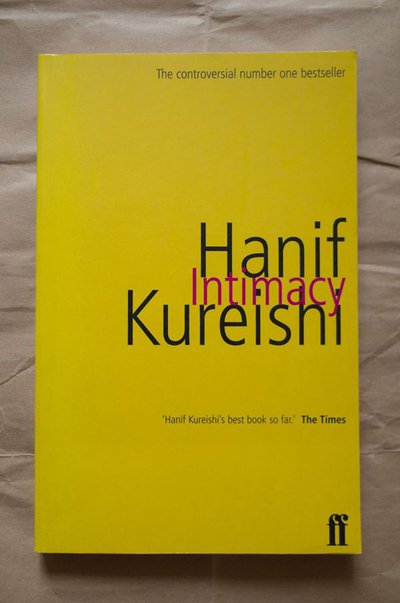 The controversial number one bestseller
Hanif
Intimacy
Kureishi
'Hanif Kureishi's best book so far.' The Times
ff